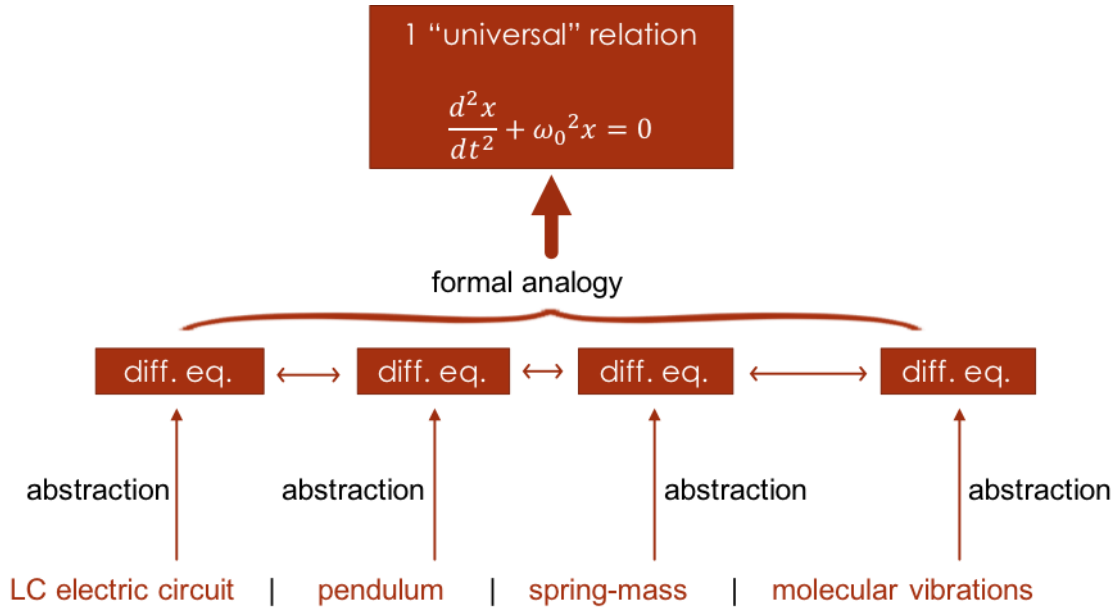 1 “universal” relation
d²x/dt² + ω₀²x = 0
formal analogy
diff. eq. diff. eq. diff. eq. diff. eq.
abstraction abstraction abstraction abstraction
LC electric circuit | pendulum | spring-mass | molecular vibrations